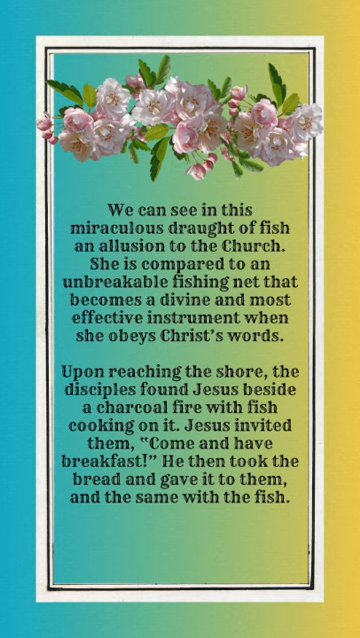 We can see in this
miraculous draught of fish
an allusion to the Church.
She is compared to an
unbreakable fishing net that
becomes a divine and most
effective instrument when
she obeys Christ's words.
Upon reaching the shore, the
disciples found Jesus beside
a charcoal fire with fish
cooking on it. Jesus invited
them, "Come and have
breakfast!" He then took the
bread and gave it to them,
and the same with the fish.